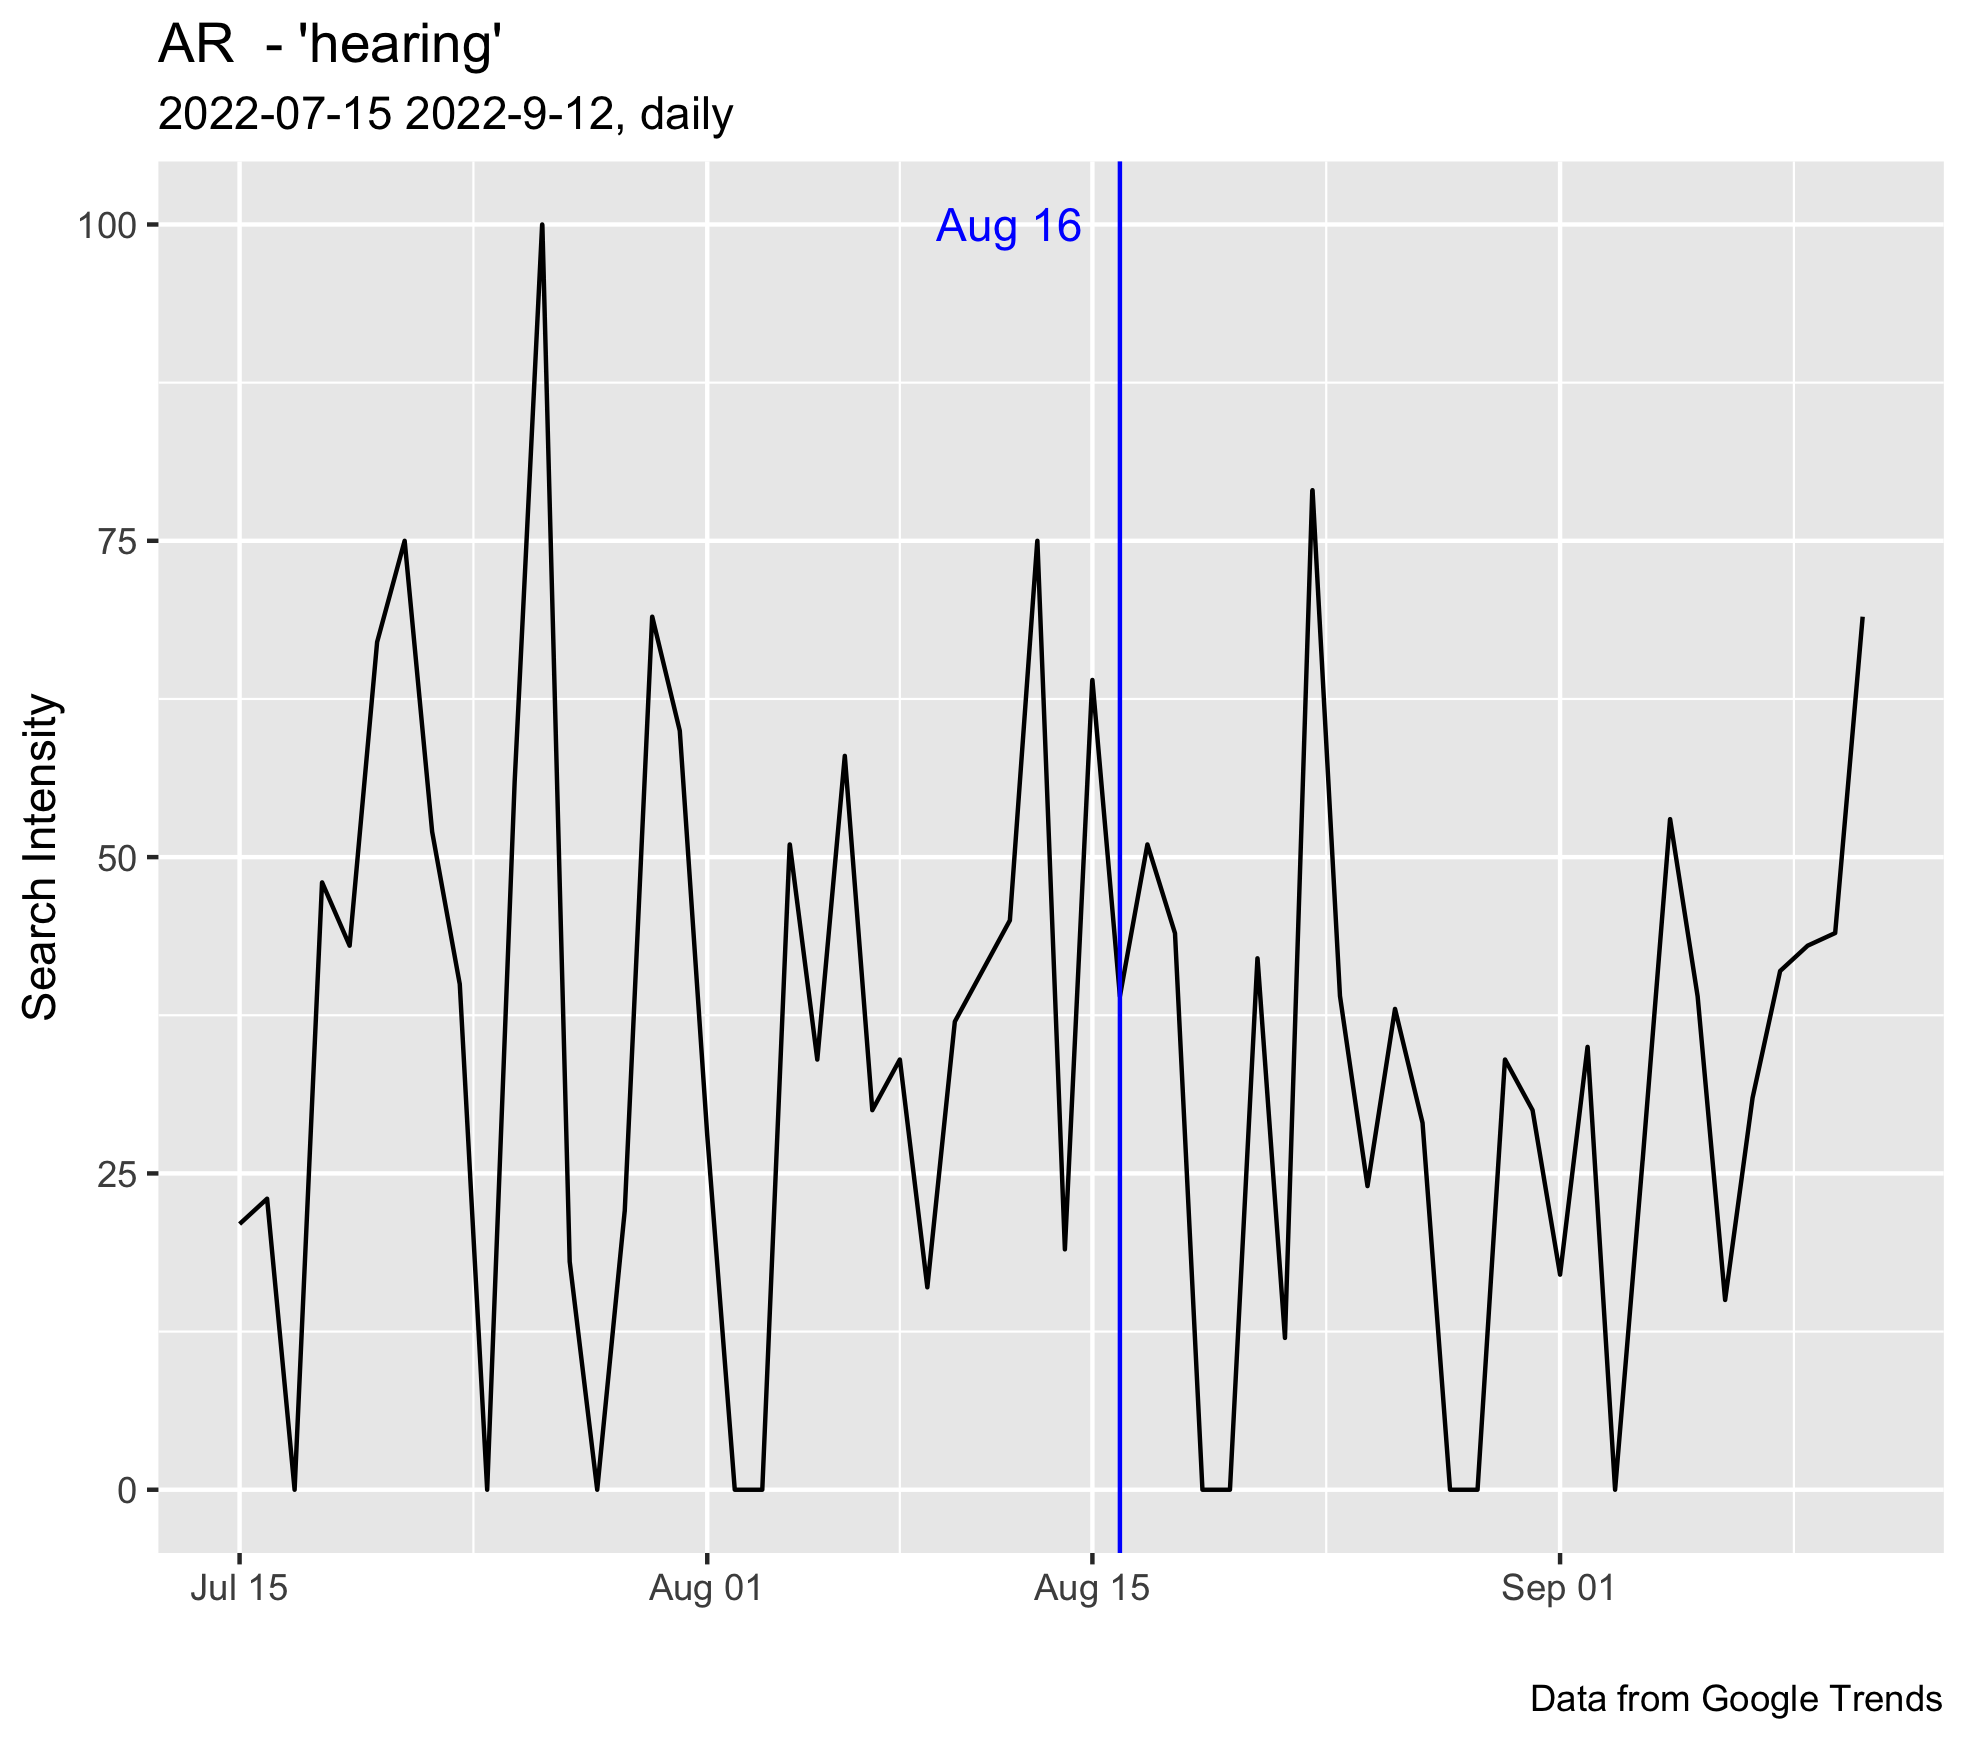 AR  - 'hearing'
2022-07-15 2022-9-12, daily
Aug 16
100
75
50
25
0
Search Intensity
Jul 15
Aug 01
Aug 15
Sep 01
Data from Google Trends